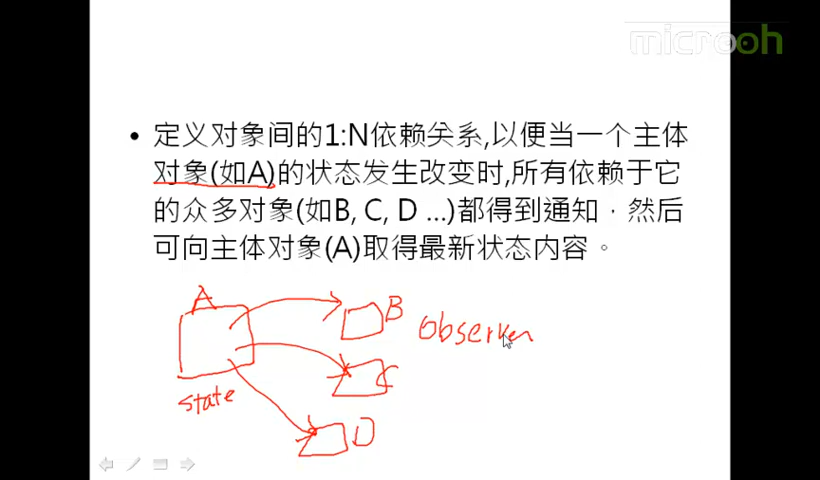 microoh
• 定义对象间的1:N依赖关系,以便当一个主体
对象(如A)的状态发生改变时,所有依赖于它
的众多对象(如B, C, D ...)都得到通知﹐然后
可向主体对象(A)取得最新状态内容。
A
B
observer
C
state
D